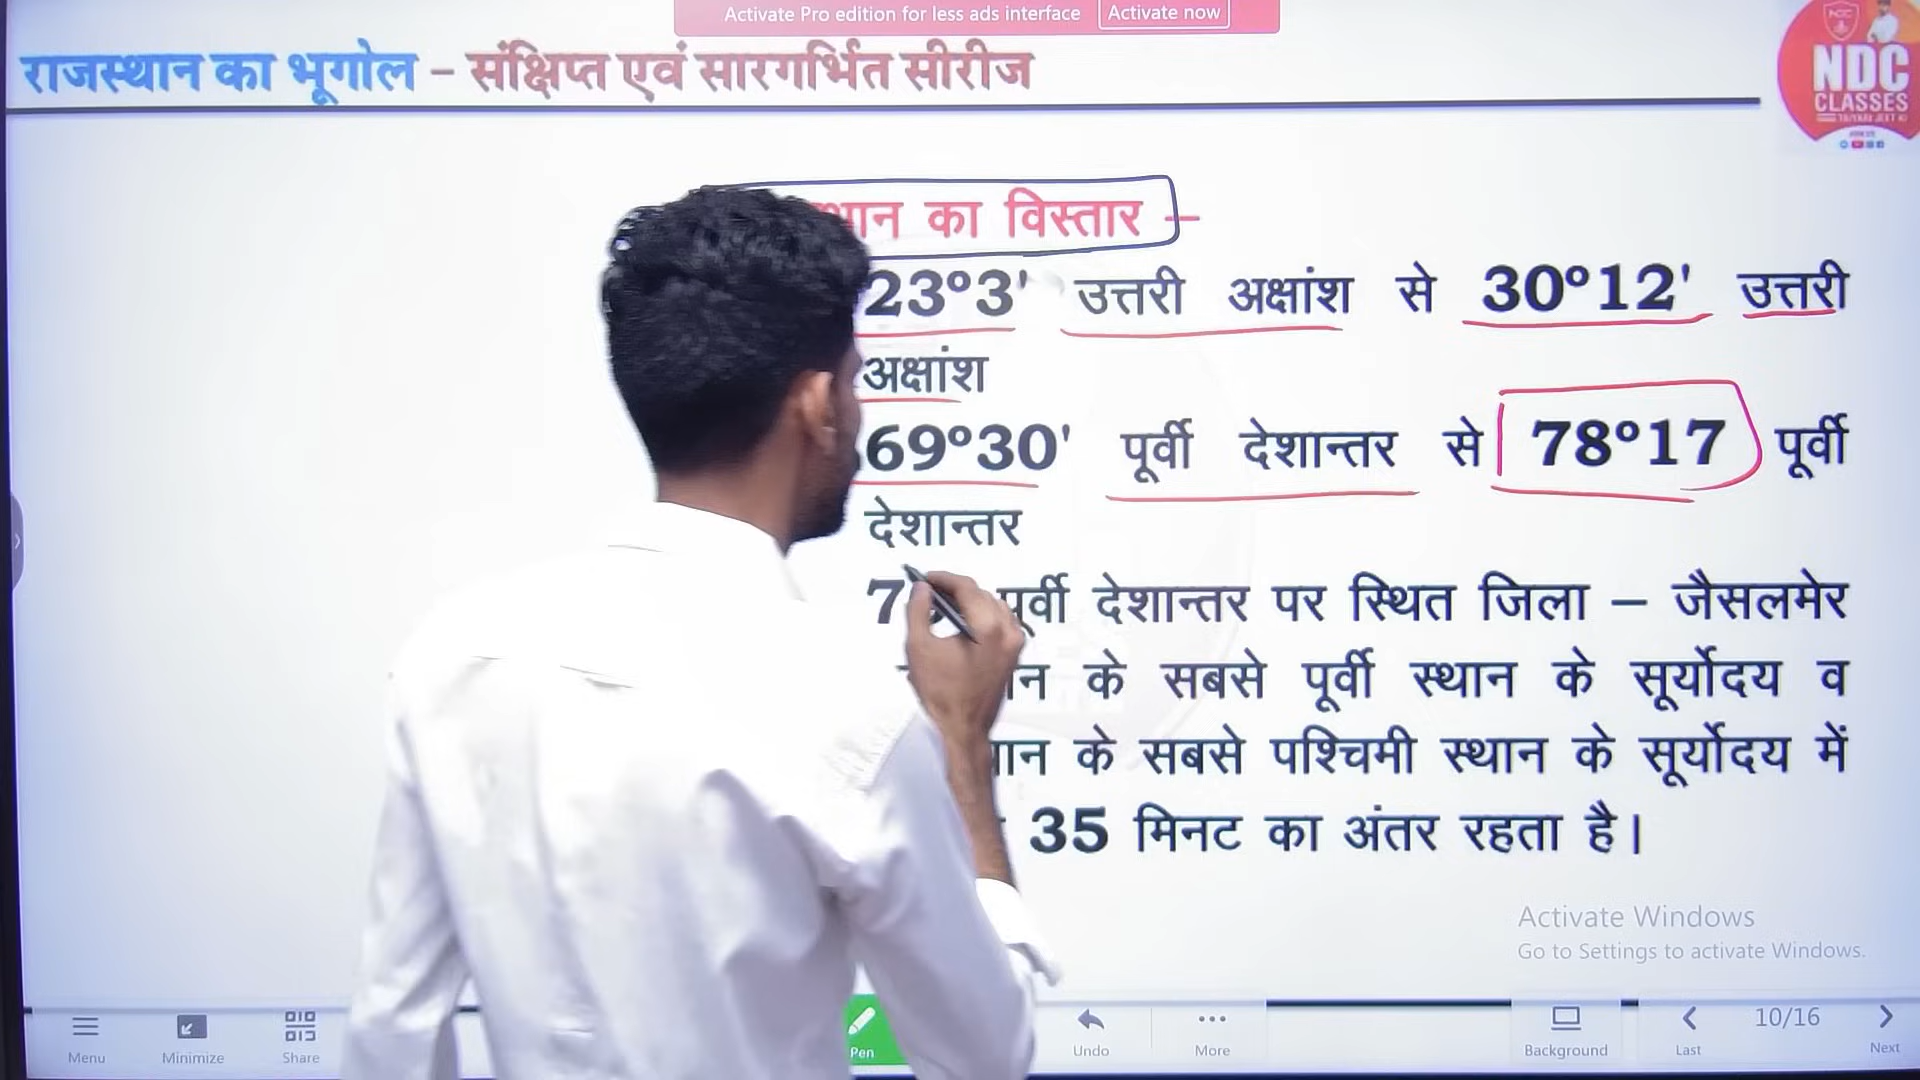 Activate Pro edition for less ads interface Activate now
राजस्थान का भूगोल – संक्षिप्त एवं सारगर्भित सीरीज
NDC
CLASSES
का विस्तार –
23°3' उत्तरी अक्षांश से 30°12' उत्तरी
अक्षांश
69°30' पूर्वी देशान्तर से 78°17 पूर्वी
देशान्तर
पूर्वी देशान्तर पर स्थित जिला – जैसलमेर
के सबसे पूर्वी स्थान के सूर्योदय व
के सबसे पश्चिमी स्थान के सूर्योदय में
35 मिनट का अंतर रहता है।
Activate Windows
Go to Settings to activate Windows.
Menu Minimize Share Pen Undo More Background Last 10/16 Next